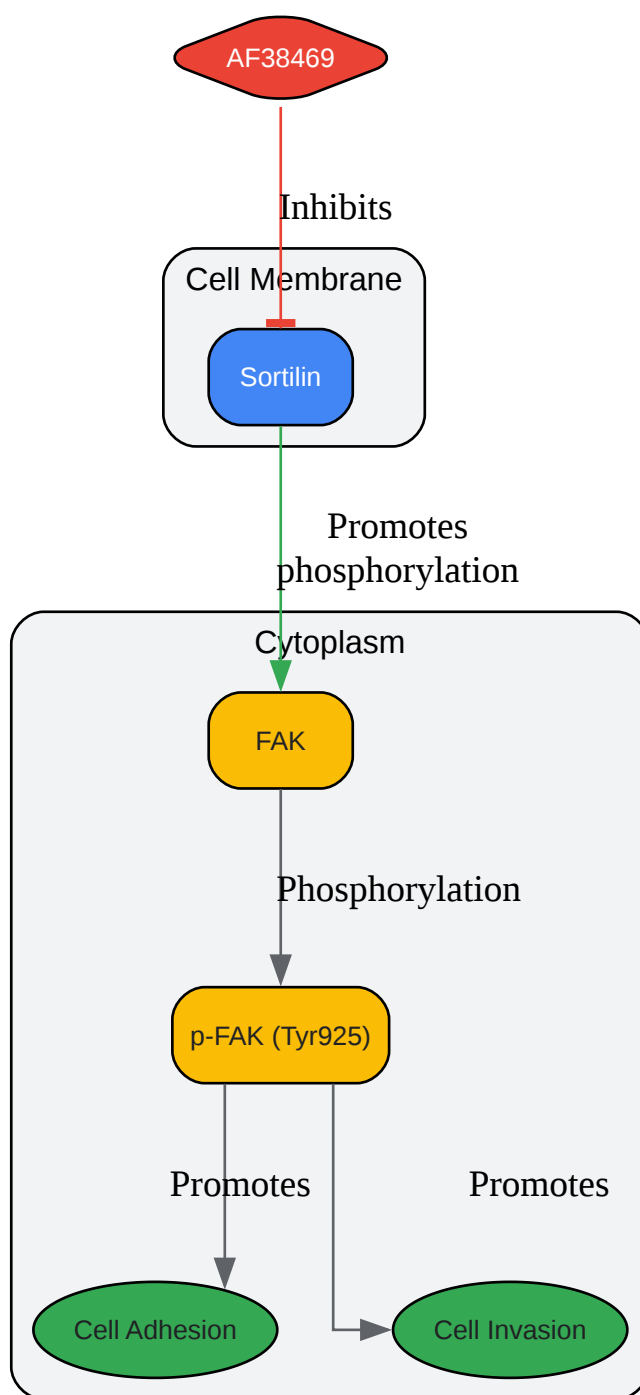 AF38469
Inhibits
Cell Membrane
Sortilin
Promotes
phosphorylation
Cytoplasm
FAK
Phosphorylation
p-FAK (Tyr925)
Promotes
Promotes
Cell Adhesion
Cell Invasion